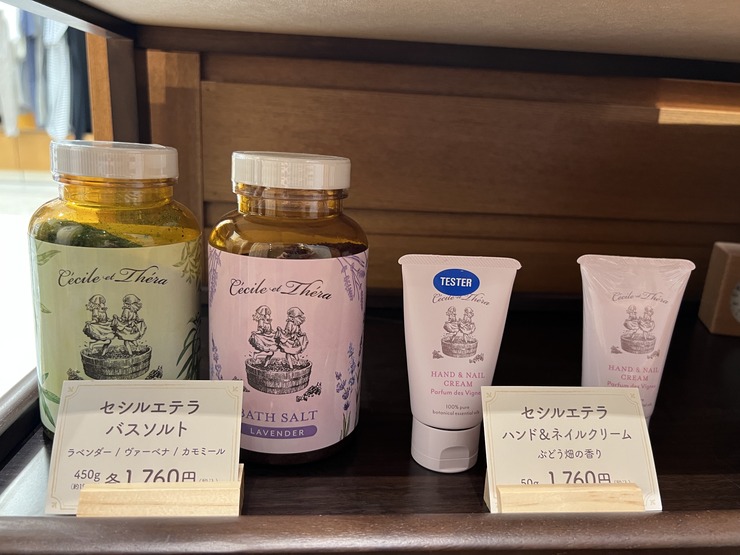 Cécile et Théra
Cécile et Théra
BATH SALT
LAVENDER
TESTER
Cécile et Théra
HAND & NAIL
CREAM
Parfum des Vignes
100% pure
botanical essential oils
Cécile et Théra
HAND & NAIL
CREAM
Parfum des Vignes
セシルエテラ
バスソルト
ラベンダー / ヴァーベナ / カモミール
450g 各1,760円
セシルエテラ
ハンド&ネイルクリーム
ぶどう畑の香り
50g 1,760円